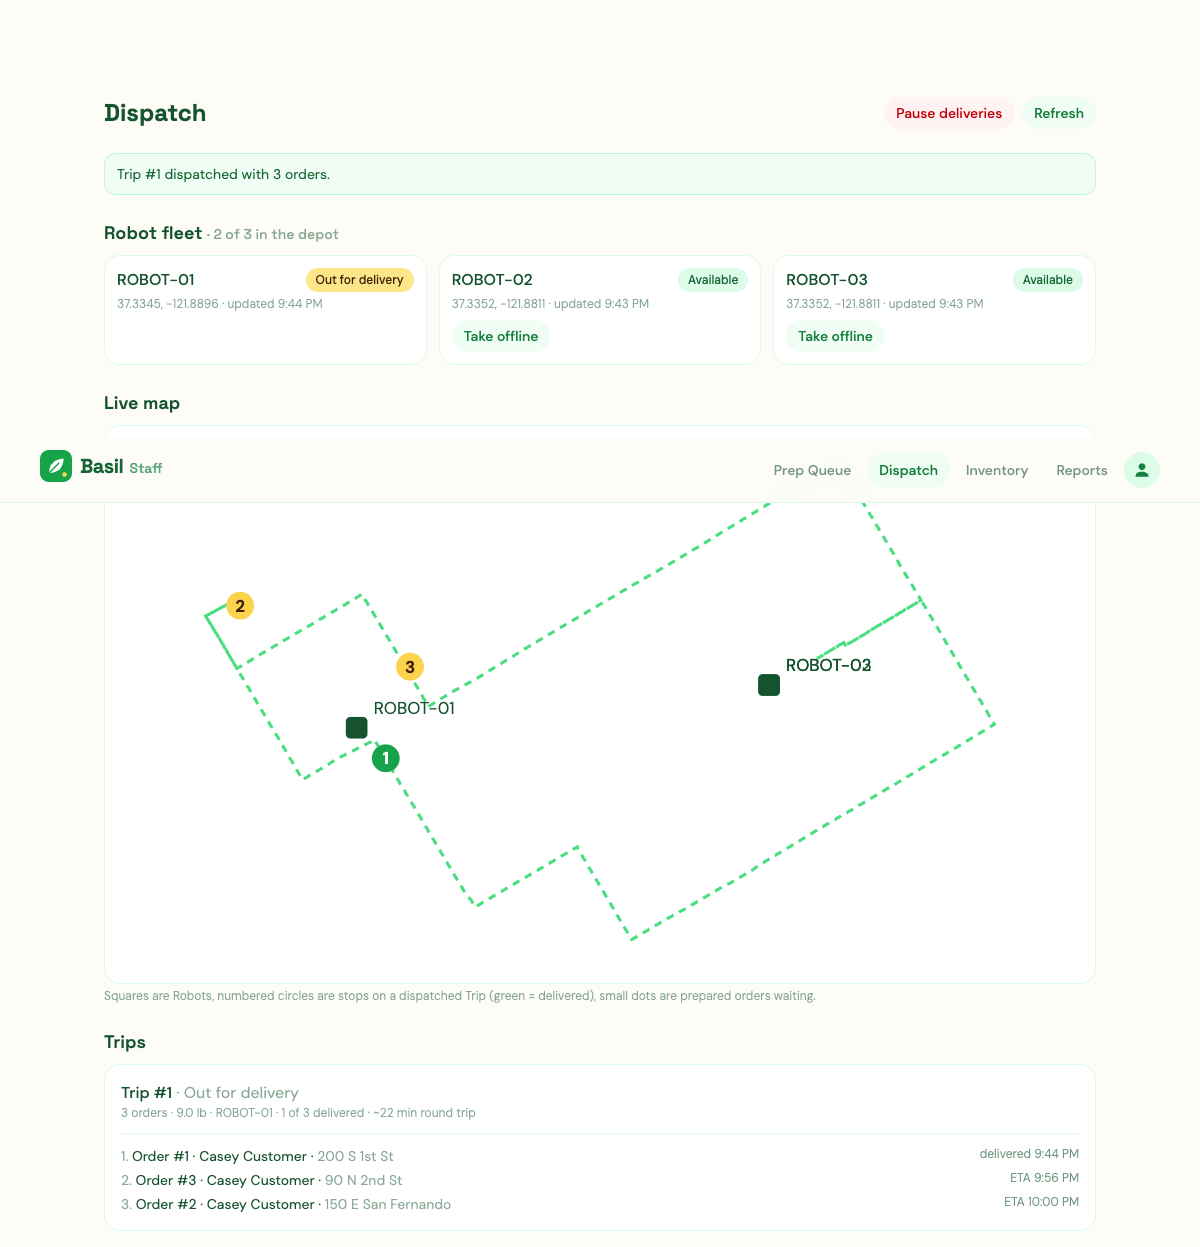 Dispatch
Pause deliveries
Refresh
Trip #1 dispatched with 3 orders.
Robot fleet · 2 of 3 in the depot
ROBOT-01
Out for delivery
37.3345, -121.8896 · updated 9:44 PM
ROBOT-02
Available
37.3352, -121.8811 · updated 9:43 PM
Take offline
ROBOT-03
Available
37.3352, -121.8811 · updated 9:43 PM
Take offline
Live map
Basil Staff
Prep Queue
Dispatch
Inventory
Reports
2
3
ROBOT-01
1
Squares are Robots, numbered circles are stops on a dispatched Trip (green = delivered), small dots are prepared orders waiting.
Trips
Trip #1 · Out for delivery
3 orders · 9.0 lb · ROBOT-01 · 1 of 3 delivered · ~22 min round trip
1. Order #1 · Casey Customer · 200 S 1st St
delivered 9:44 PM
2. Order #3 · Casey Customer · 90 N 2nd St
ETA 9:56 PM
3. Order #2 · Casey Customer · 150 E San Fernando
ETA 10:00 PM